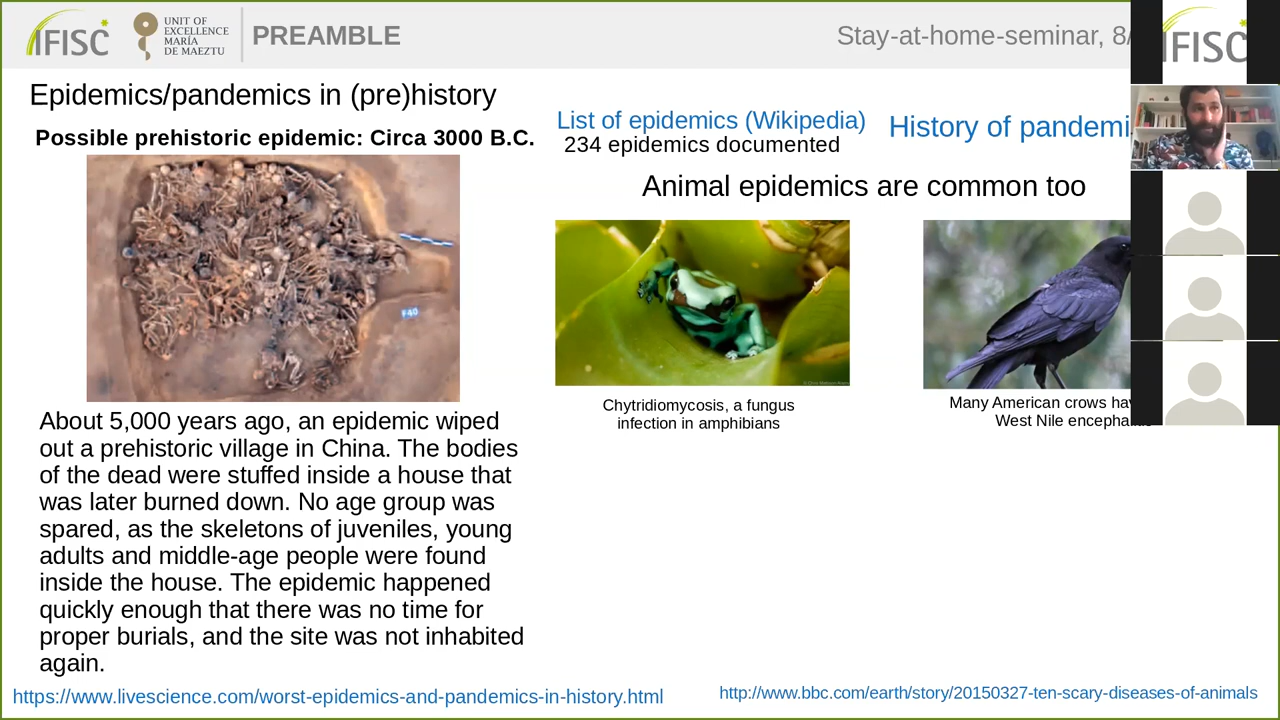 IFISC
UNIT OF
EXCELLENCE
MARÍA
DE MAEZTU
PREAMBLE
Stay-at-home-seminar, 8/
IFISC
Epidemics/pandemics in (pre)history
Possible prehistoric epidemic: Circa 3000 B.C.
List of epidemics (Wikipedia)
234 epidemics documented
History of pandemi
Animal epidemics are common too
F40
Chytridiomycosis, a fungus
infection in amphibians
Many American crows hav
West Nile encepha
About 5,000 years ago, an epidemic wiped
out a prehistoric village in China. The bodies
of the dead were stuffed inside a house that
was later burned down. No age group was
spared, as the skeletons of juveniles, young
adults and middle-age people were found
inside the house. The epidemic happened
quickly enough that there was no time for
proper burials, and the site was not inhabited
again.
https://www.livescience.com/worst-epidemics-and-pandemics-in-history.html
http://www.bbc.com/earth/story/20150327-ten-scary-diseases-of-animals